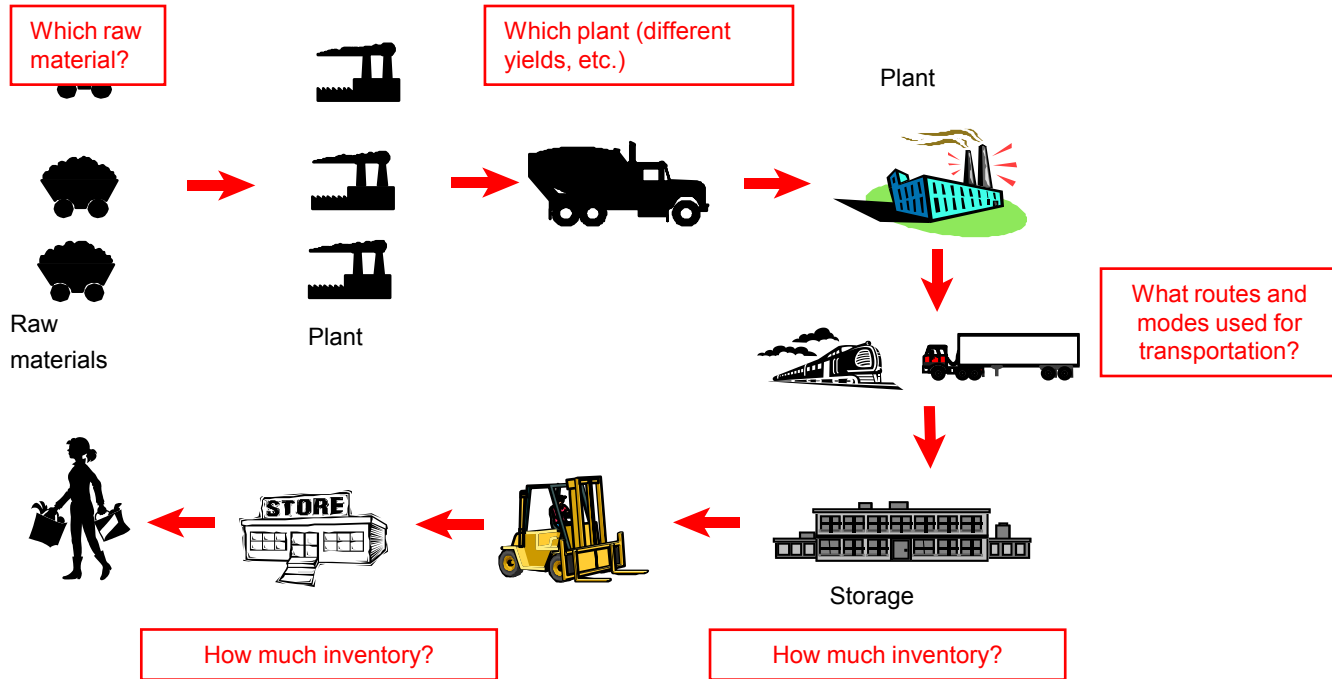 Which raw
material?
Which plant (different
yields, etc.)
Plant
Raw
materials
Plant
What routes and
modes used for
transportation?
STORE
Storage
How much inventory?
How much inventory?